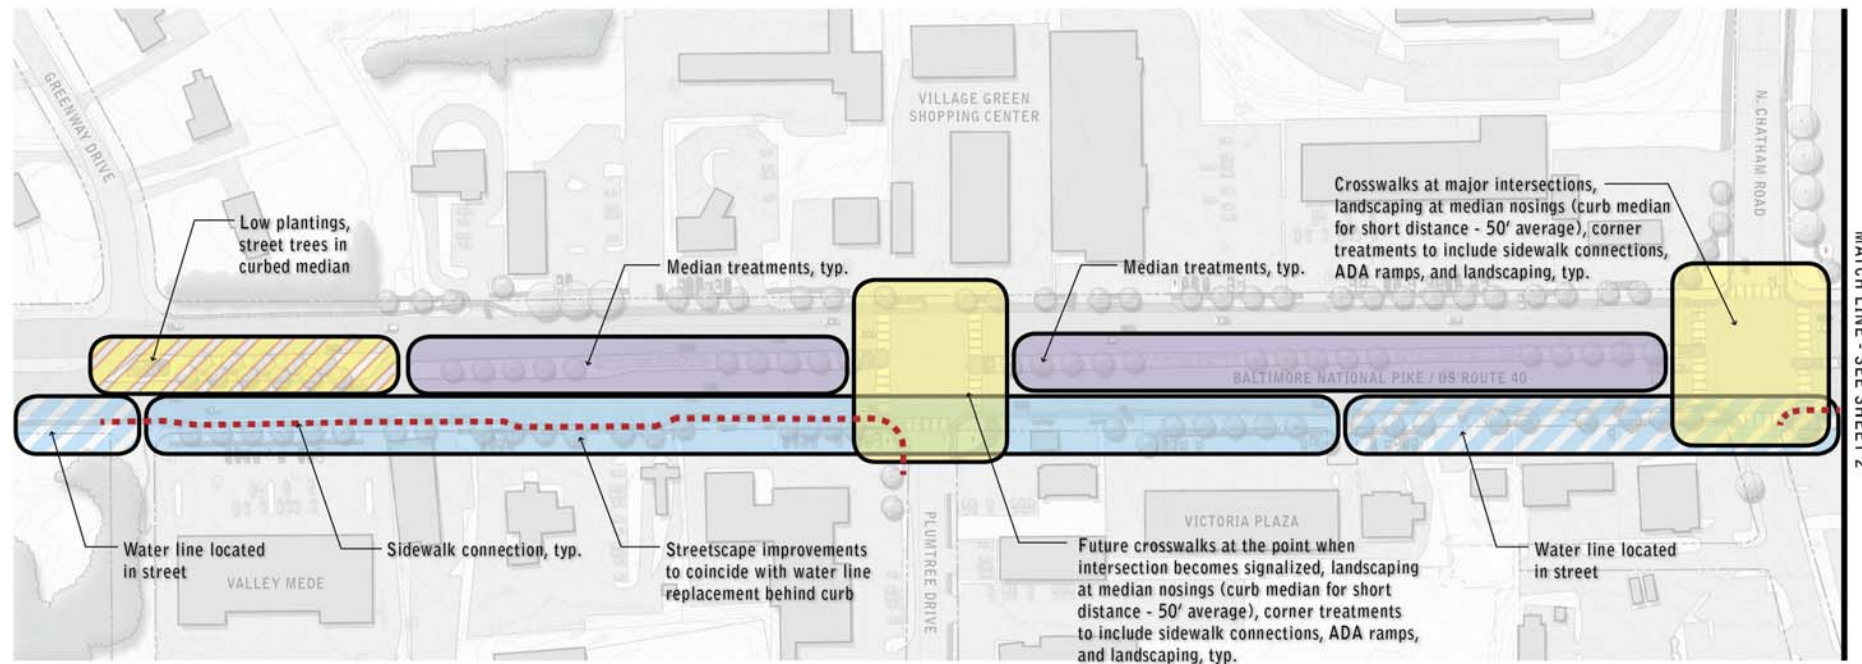 GREENWAY DRIVE
VILLAGE GREEN
SHOPPING CENTER
N. CHATHAM ROAD
Low plantings,
street trees in
curbed median
Median treatments, typ.
Median treatments, typ.
Crosswalks at major intersections,
landscaping at median nosings (curb median
for short distance - 50' average), corner
treatments to include sidewalk connections,
ADA ramps, and landscaping, typ.
BALTIMORE NATIONAL PIKE / US ROUTE 40
MATCH LINE - SEE SHEET 2
Water line located
in street
VALLEY MEDE
Sidewalk connection, typ.
Streetscape improvements
to coincide with water line
replacement behind curb
PLUMTREE DRIVE
VICTORIA PLAZA
Future crosswalks at the point when
intersection becomes signalized, landscaping
at median nosings (curb median for short
distance - 50' average), corner treatments
to include sidewalk connections, ADA ramps,
and landscaping, typ.
Water line located
in street